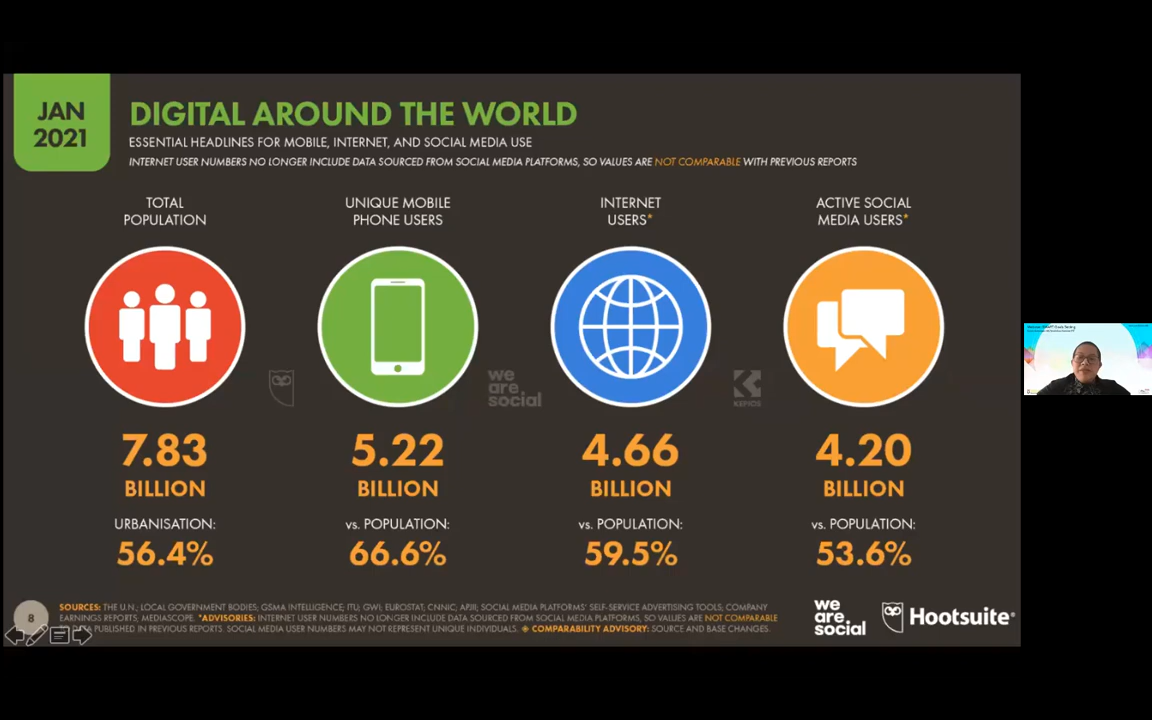 JAN
2021
DIGITAL AROUND THE WORLD
ESSENTIAL HEADLINES FOR MOBILE, INTERNET, AND SOCIAL MEDIA USE
INTERNET USER NUMBERS NO LONGER INCLUDE DATA SOURCED FROM SOCIAL MEDIA PLATFORMS, SO VALUES ARE NOT COMPARABLE WITH PREVIOUS REPORTS
TOTAL
POPULATION
UNIQUE MOBILE
PHONE USERS
INTERNET
USERS*
ACTIVE SOCIAL
MEDIA USERS*
we
are
social
KEPIOS
7.83
BILLION
URBANISATION:
56.4%
5.22
BILLION
vs. POPULATION:
66.6%
4.66
BILLION
vs. POPULATION:
59.5%
4.20
BILLION
vs. POPULATION:
53.6%
8
SOURCES: THE U.N.; LOCAL GOVERNMENT BODIES; GSMA INTELLIGENCE; ITU; GWI; EUROSTAT; CNNIC; APJII; SOCIAL MEDIA PLATFORMS' SELF-SERVICE ADVERTISING TOOLS; COMPANY
EARNINGS REPORTS; MEDIASCOPE. *ADVISORIES: INTERNET USER NUMBERS NO LONGER INCLUDE DATA SOURCED FROM SOCIAL MEDIA PLATFORMS, SO VALUES ARE NOT COMPARABLE
DATA PUBLISHED IN PREVIOUS REPORTS. SOCIAL MEDIA USER NUMBERS MAY NOT REPRESENT UNIQUE INDIVIDUALS. COMPARABILITY ADVISORY: SOURCE AND BASE CHANGES.
we
are
social
Hootsuite®